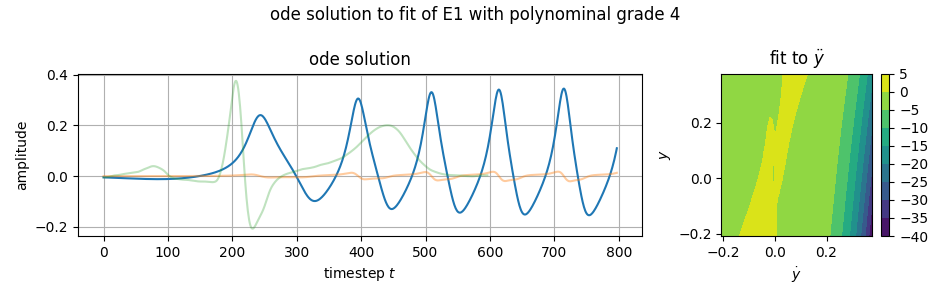 ode solution to fit of E1 with polynominal grade 4
ode solution
amplitude
0.4
0.2
0.0
−0.2
0 100 200 300 400 500 600 700 800
timestep t
fit to ÿ
y
0.2
0.0
−0.2
−0.2 0.0 0.2
ẏ
5
0
−5
−10
−15
−20
−25
−30
−35
−40